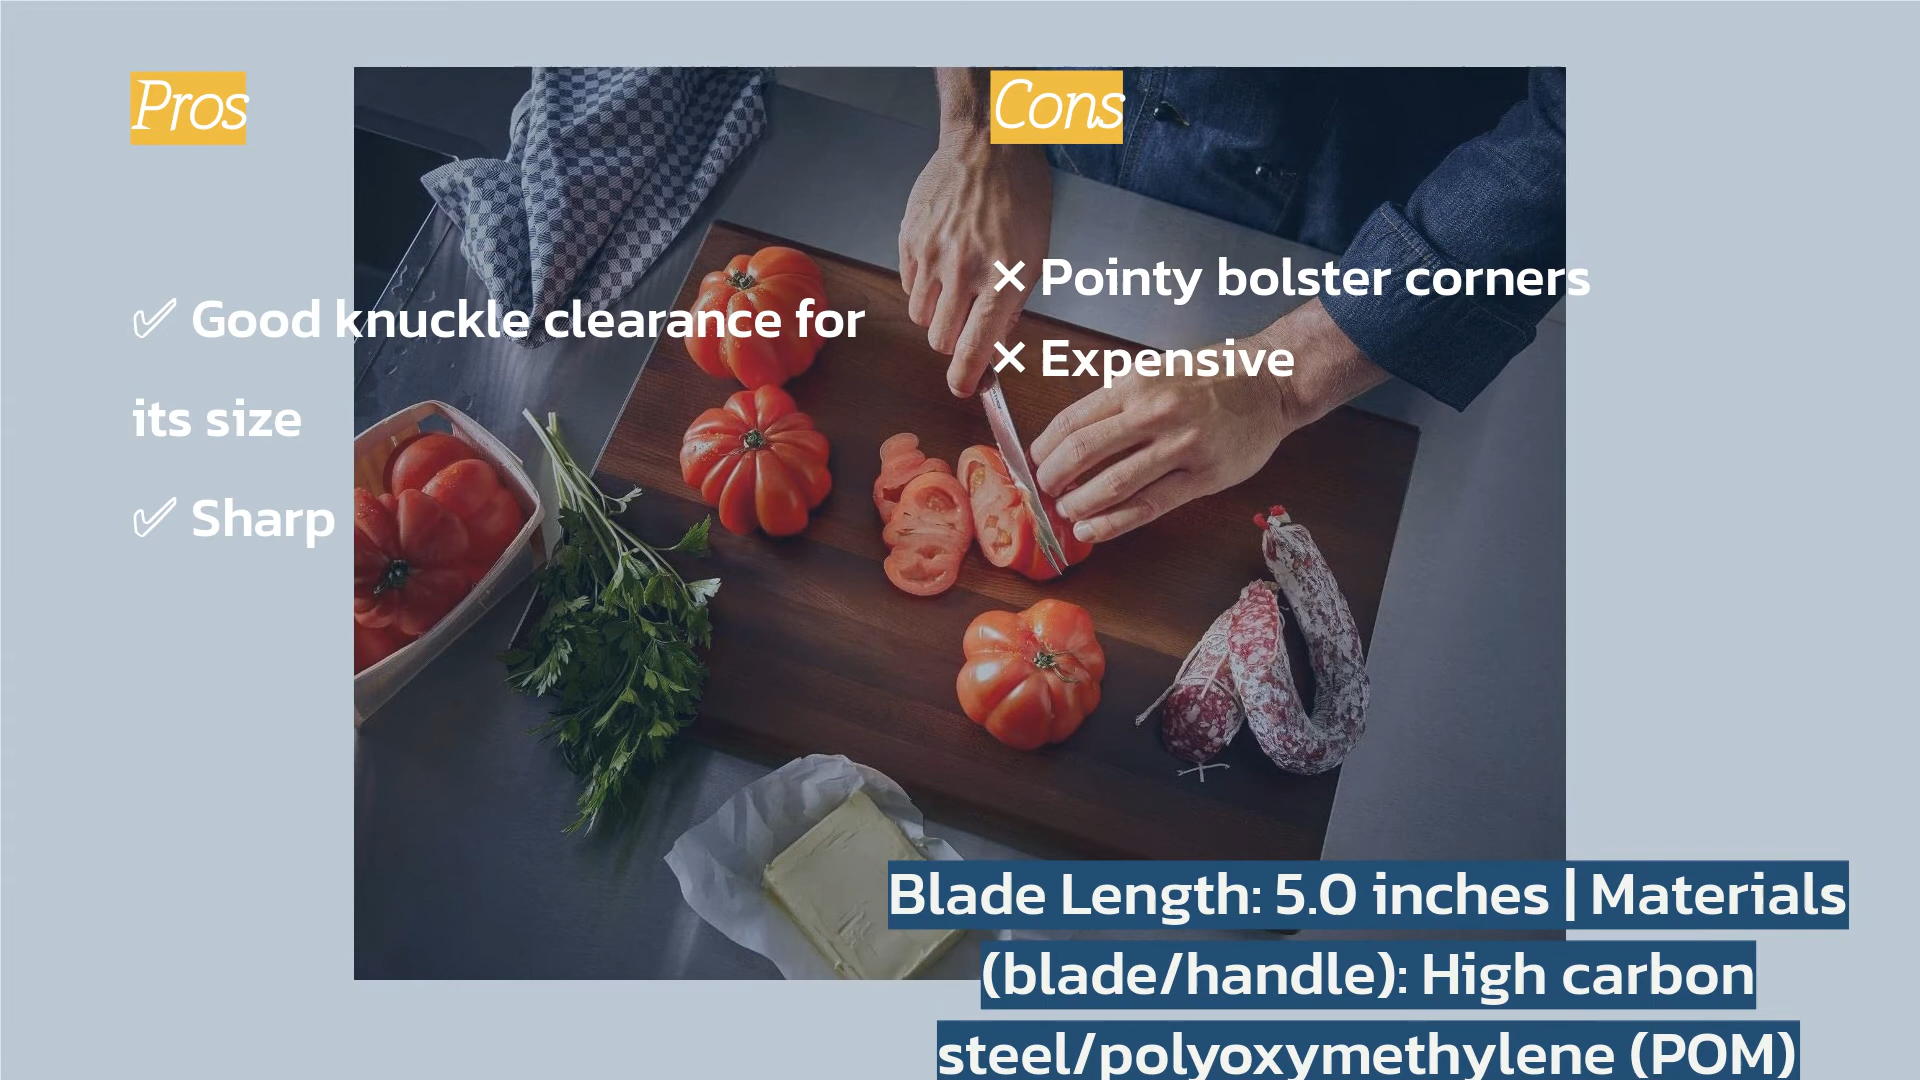 Pros
✅ Good knuckle clearance for
its size
✅ Sharp
Cons
❌ Pointy bolster corners
❌ Expensive
Blade Length: 5.0 inches | Materials
(blade/handle): High carbon
steel/polyoxymethylene (POM)